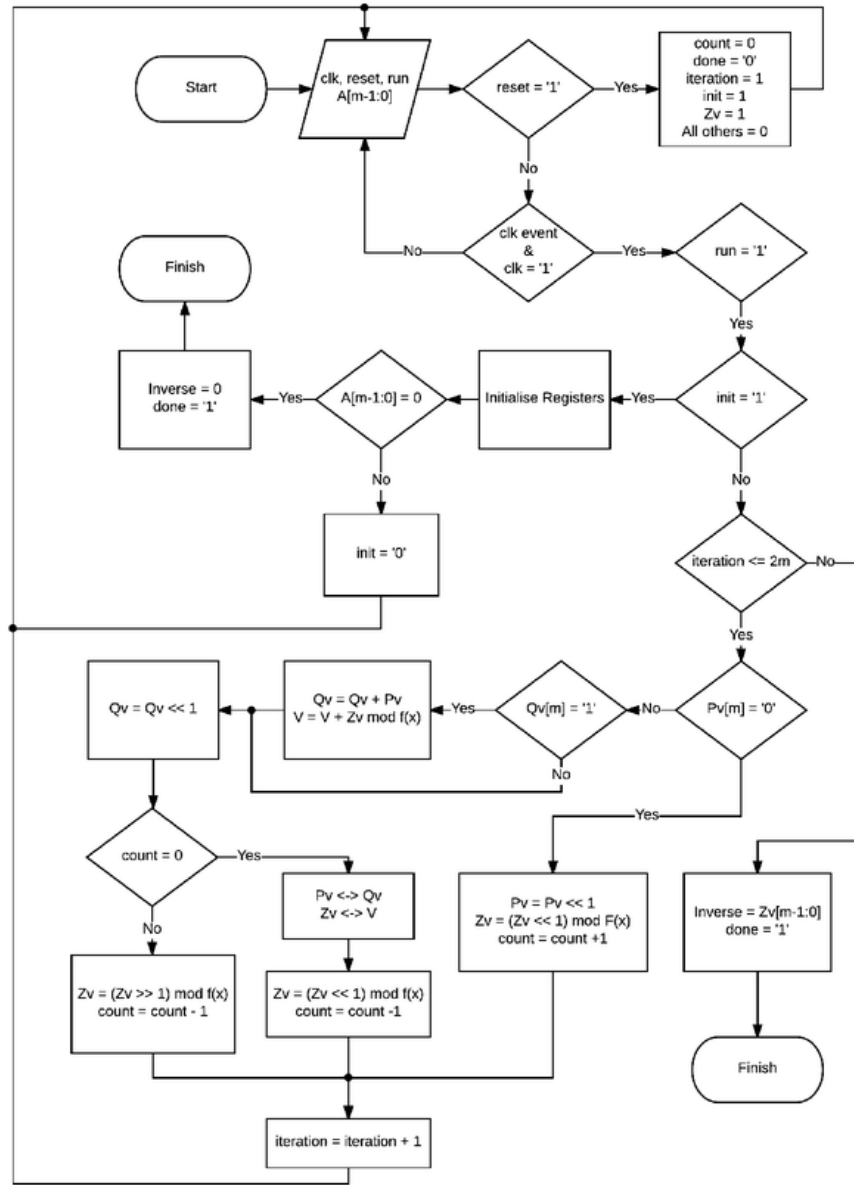 Start
clk, reset, run
A[m-1:0]
reset = '1'
Yes
count = 0
done = '0'
iteration = 1
init = 1
Zv = 1
All others = 0
No
clk event
&
clk = '1'
No
Yes
run = '1'
Finish
Yes
Inverse = 0
done = '1'
Yes
A[m-1:0] = 0
Initialise Registers
Yes
init = '1'
No
No
init = '0'
iteration <= 2m
No
Yes
Qv = Qv << 1
Qv = Qv + Pv
V = V + Zv mod f(x)
Yes
Qv[m] = '1'
No
Pv[m] = '0'
No
Yes
count = 0
Yes
Pv <-> Qv
Zv <-> V
No
Pv = Pv << 1
Zv = (Zv << 1) mod F(x)
count = count +1
Inverse = Zv[m-1:0]
done = '1'
Zv = (Zv >> 1) mod f(x)
count = count - 1
Zv = (Zv << 1) mod f(x)
count = count -1
Finish
iteration = iteration + 1